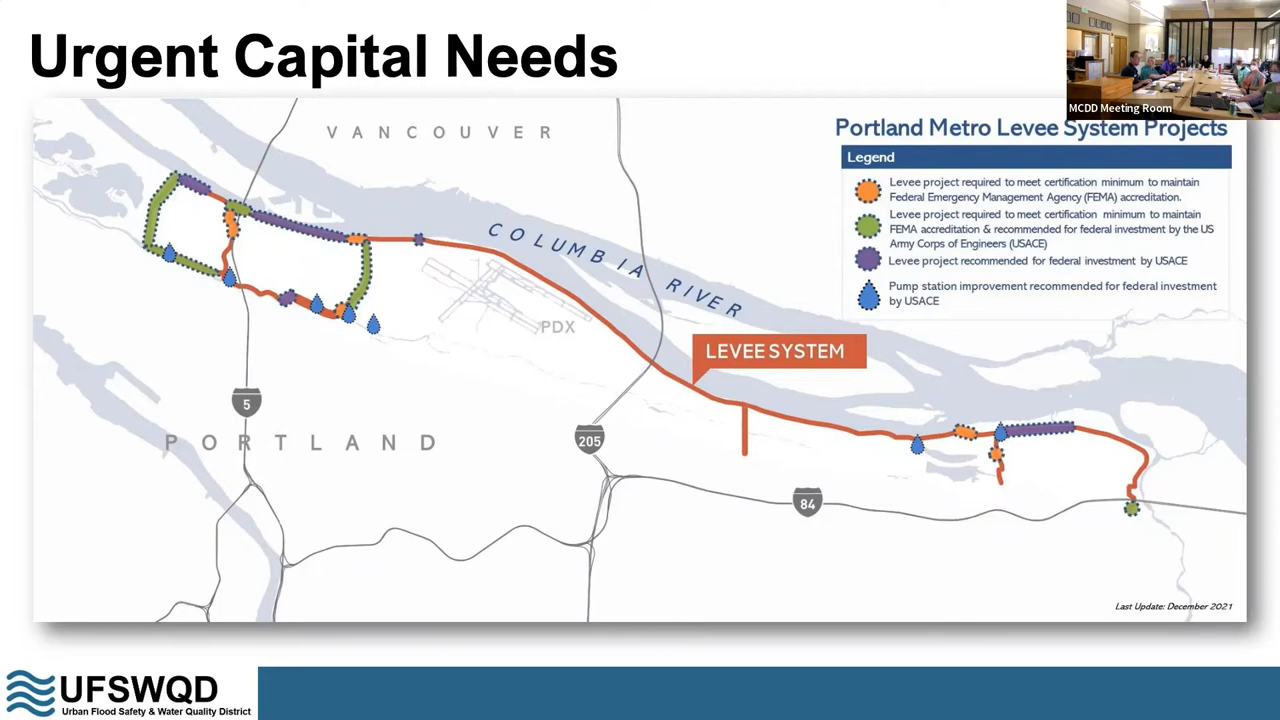 Urgent Capital Needs
MCDD Meeting Room
Portland Metro Levee System Projects
Legend
Levee project required to meet certification minimum to maintain
Federal Emergency Management Agency (FEMA) accreditation.
Levee project required to meet certification minimum to maintain
FEMA accreditation & recommended for federal investment by the US
Army Corps of Engineers (USACE)
Levee project recommended for federal investment by USACE
Pump station improvement recommended for federal investment
by USACE
VANCOUVER
COLUMBIA RIVER
PDX
LEVEE SYSTEM
5
PORTLAND
205
84
Last Update: December 2021
UFSWQD
Urban Flood Safety & Water Quality District